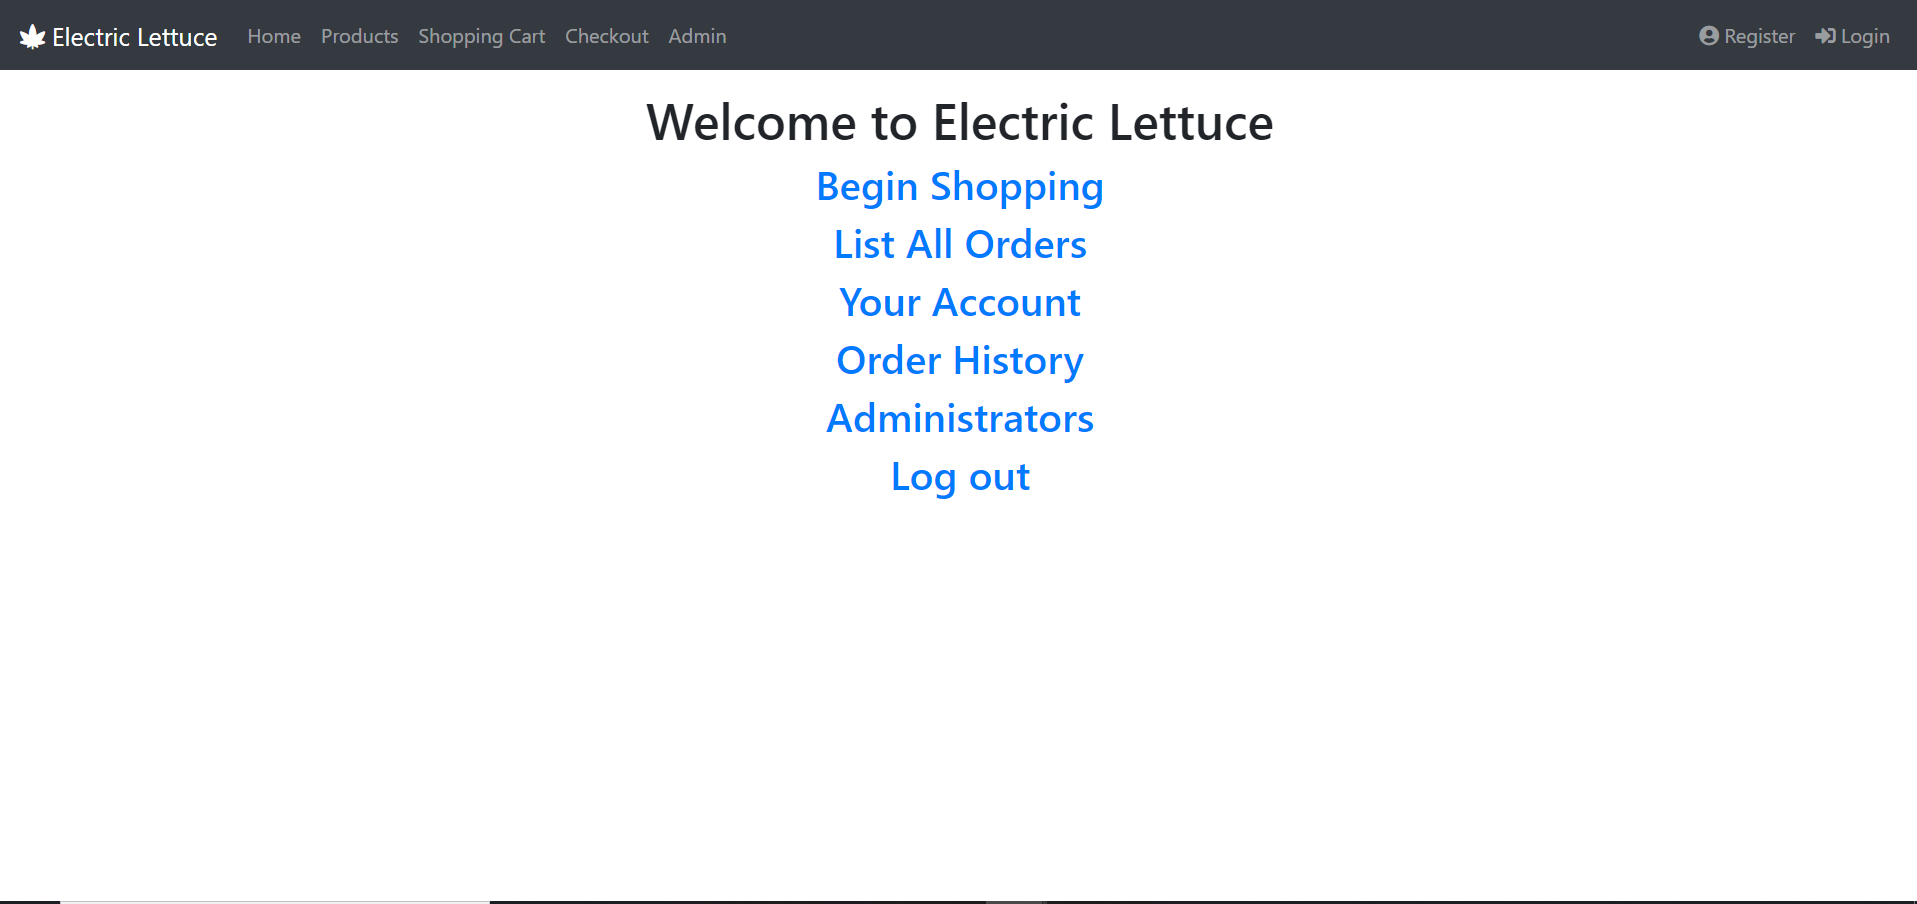 Electric Lettuce Home Products Shopping Cart Checkout Admin Register Login
Welcome to Electric Lettuce
Begin Shopping
List All Orders
Your Account
Order History
Administrators
Log out